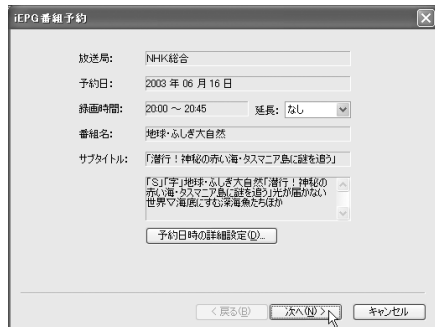 iEPG番組予約
放送局: NHK総合
予約日: 2003 年 06 月 16 日
録画時間: 20:00 ～ 20:45 延長: なし
番組名: 地球・ふしぎ大自然
サブタイトル: 「潜行！神秘の赤い海・タスマニア島に謎を追う」
「S」「字」地球・ふしぎ大自然「潜行！神秘の
赤い海・タスマニア島に謎を追う」光が届かない
世界▽海底にすむ深海魚たちほか
予約日時の詳細設定(D)...
< 戻る(B) 次へ(N) > キャンセル